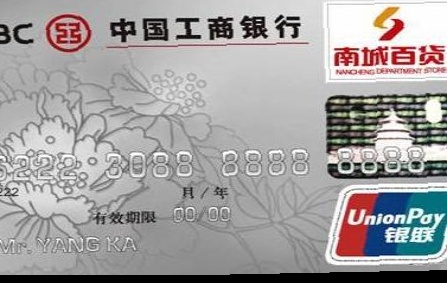 BC 中国工商银行
南城百货
NANCHENG DEPARTMENT STORE
6222 3088 8888 8888
222
月/年
有效期限 00/00
Mr. YANG KA
UnionPay
银联